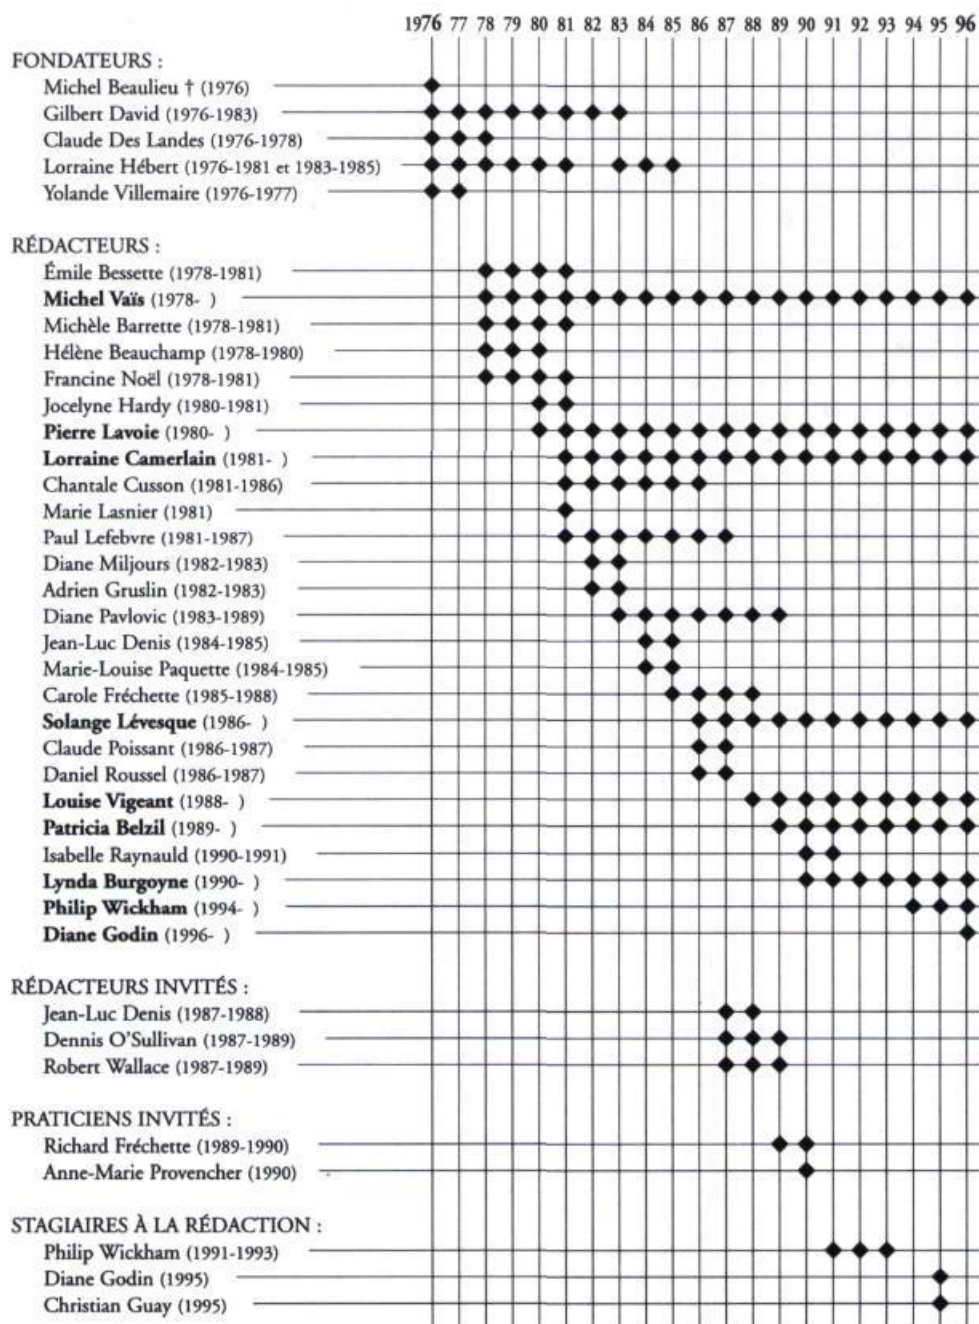 1976 77 78 79 80 81 82 83 84 85 86 87 88 89 90 91 92 93 94 95 96
FONDATEURS :
Michel Beaulieu † (1976)
Gilbert David (1976-1983)
Claude Des Landes (1976-1978)
Lorraine Hébert (1976-1981 et 1983-1985)
Yolande Villemaire (1976-1977)
RÉDACTEURS :
Émile Bessette (1978-1981)
Michel Vaïs (1978- )
Michèle Barrette (1978-1981)
Hélène Beauchamp (1978-1980)
Francine Noël (1978-1981)
Jocelyne Hardy (1980-1981)
Pierre Lavoie (1980- )
Lorraine Camerlain (1981- )
Chantale Cusson (1981-1986)
Marie Lasnier (1981)
Paul Lefebvre (1981-1987)
Diane Miljours (1982-1983)
Adrien Gruslin (1982-1983)
Diane Pavlovic (1983-1989)
Jean-Luc Denis (1984-1985)
Marie-Louise Paquette (1984-1985)
Carole Fréchette (1985-1988)
Solange Lévesque (1986- )
Claude Poissant (1986-1987)
Daniel Roussel (1986-1987)
Louise Vigeant (1988- )
Patricia Belzil (1989- )
Isabelle Raynauld (1990-1991)
Lynda Burgoyne (1990- )
Philip Wickham (1994- )
Diane Godin (1996- )
RÉDACTEURS INVITÉS :
Jean-Luc Denis (1987-1988)
Dennis O'Sullivan (1987-1989)
Robert Wallace (1987-1989)
PRATICIENS INVITÉS :
Richard Fréchette (1989-1990)
Anne-Marie Provencher (1990)
STAGIAIRES À LA RÉDACTION :
Philip Wickham (1991-1993)
Diane Godin (1995)
Christian Guay (1995)